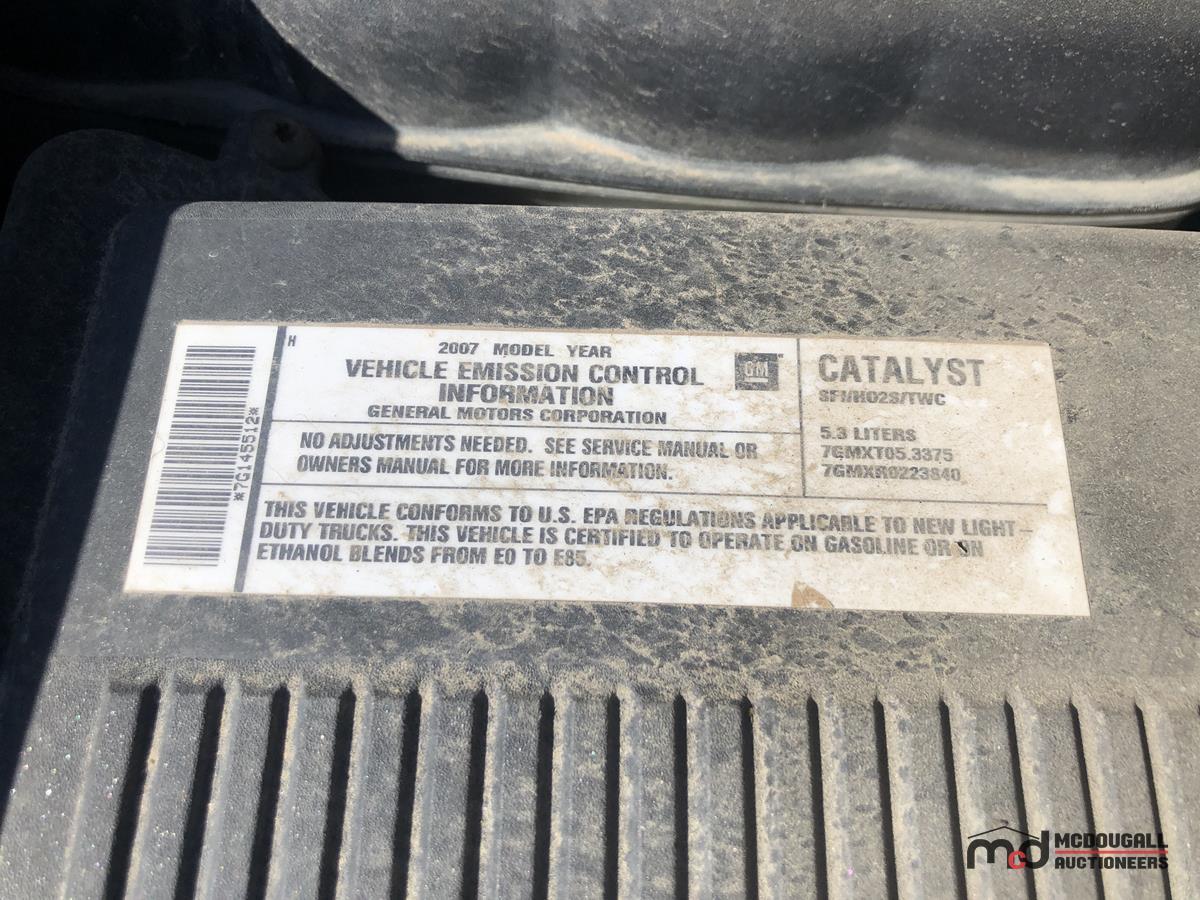 *7G145512*
H
2007 MODEL YEAR
VEHICLE EMISSION CONTROL
INFORMATION
GENERAL MOTORS CORPORATION
GM
NO ADJUSTMENTS NEEDED. SEE SERVICE MANUAL OR
OWNERS MANUAL FOR MORE INFORMATION.
CATALYST
SFI/HO2S/TWC
5.3 LITERS
7GMXT05.3375
7GMXR0223840
THIS VEHICLE CONFORMS TO U.S. EPA REGULATIONS APPLICABLE TO NEW LIGHT-
DUTY TRUCKS. THIS VEHICLE IS CERTIFIED TO OPERATE ON GASOLINE OR ON
ETHANOL BLENDS FROM E0 TO E85.
mcd MCDOUGALL
AUCTIONEERS